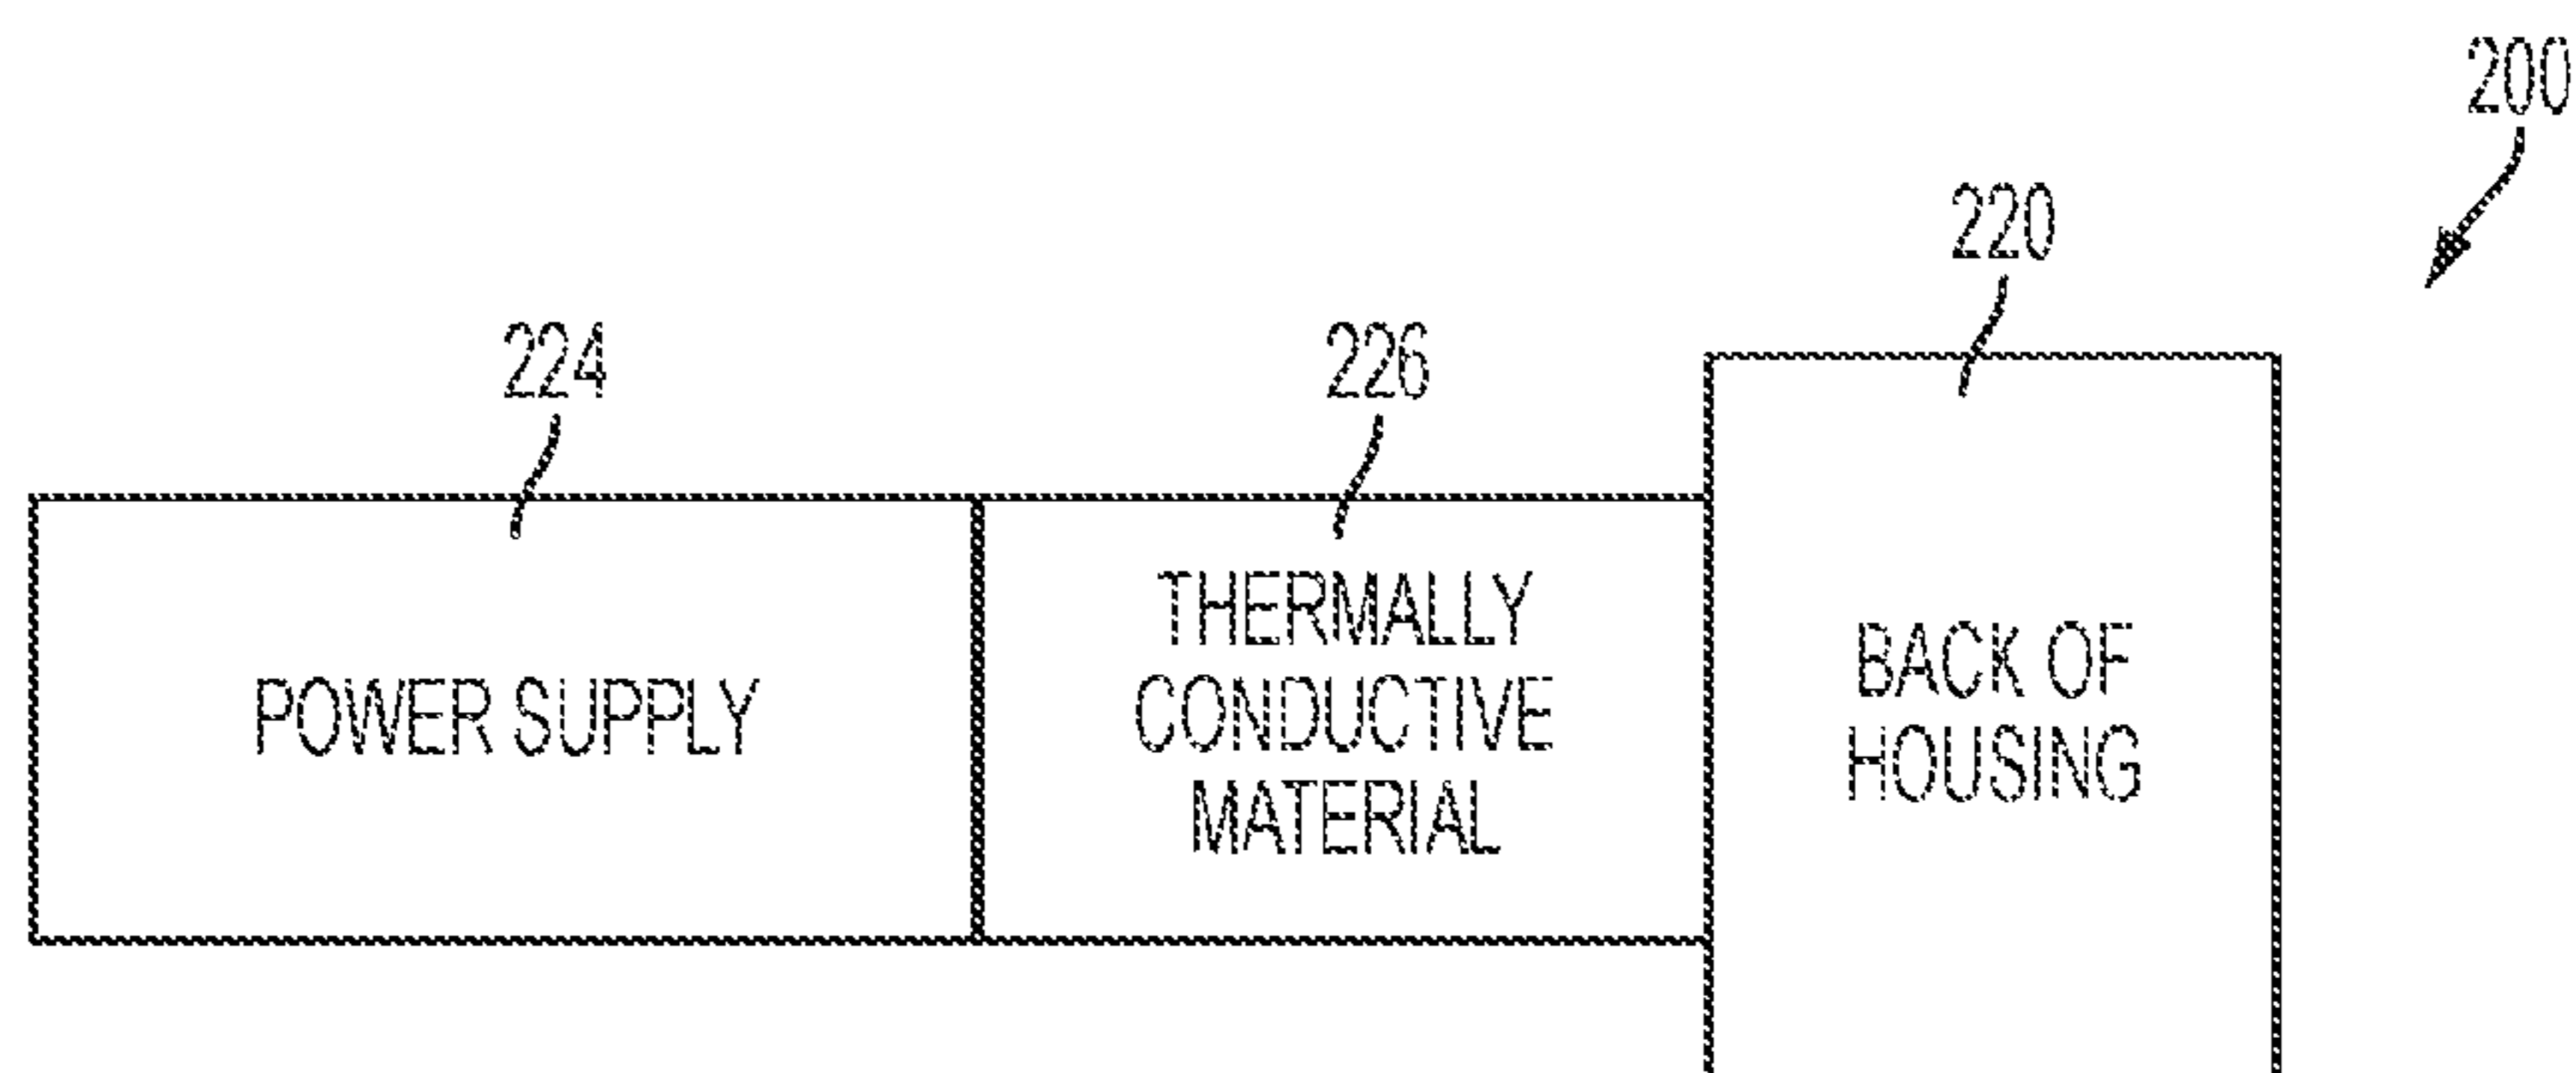 200
220
224
226
POWER SUPPLY
THERMALLY
CONDUCTIVE
MATERIAL
BACK OF
HOUSING